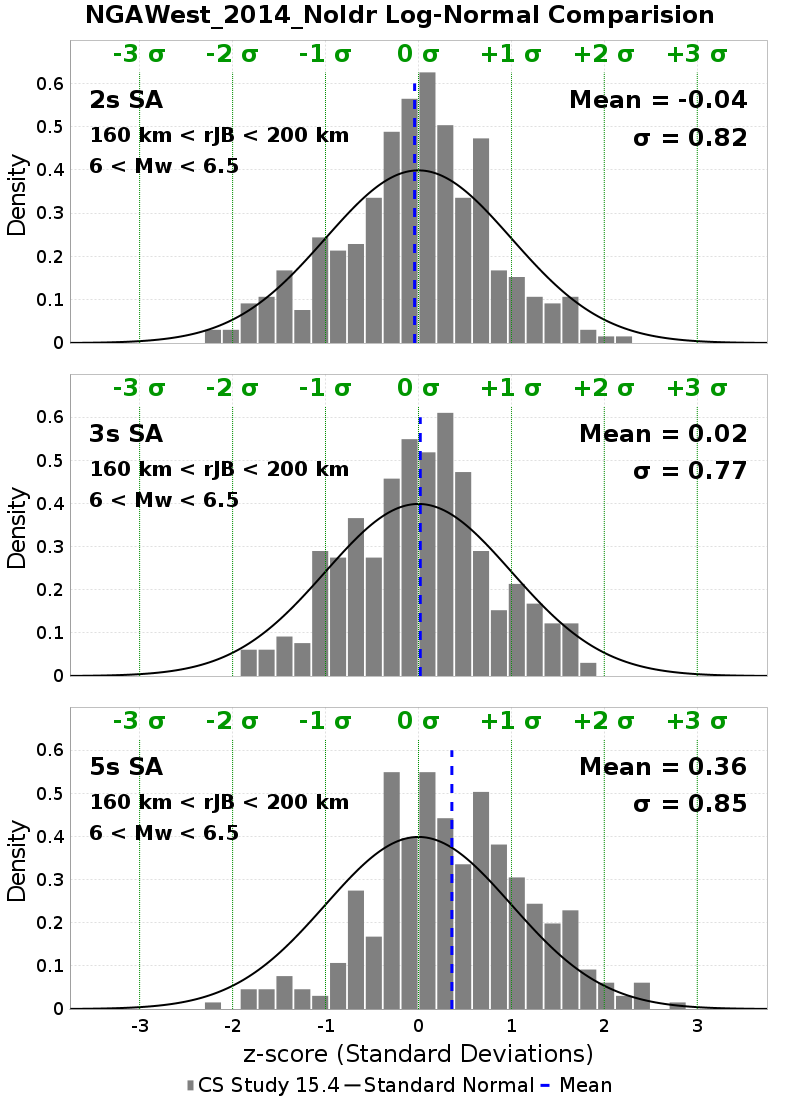 NGAWest_2014_NoIdr Log-Normal Comparision
-3 σ -2 σ -1 σ 0 σ +1 σ +2 σ +3 σ
2s SA
160 km < rJB < 200 km
6 < Mw < 6.5
Mean = -0.04
σ = 0.82
0.6
0.5
0.4
0.3
0.2
0.1
0
Density
-3 σ -2 σ -1 σ 0 σ +1 σ +2 σ +3 σ
3s SA
160 km < rJB < 200 km
6 < Mw < 6.5
Mean = 0.02
σ = 0.77
0.6
0.5
0.4
0.3
0.2
0.1
0
Density
-3 σ -2 σ -1 σ 0 σ +1 σ +2 σ +3 σ
5s SA
160 km < rJB < 200 km
6 < Mw < 6.5
Mean = 0.36
σ = 0.85
0.6
0.5
0.4
0.3
0.2
0.1
0
Density
-3 -2 -1 0 1 2 3
z-score (Standard Deviations)
CS Study 15.4 Standard Normal Mean